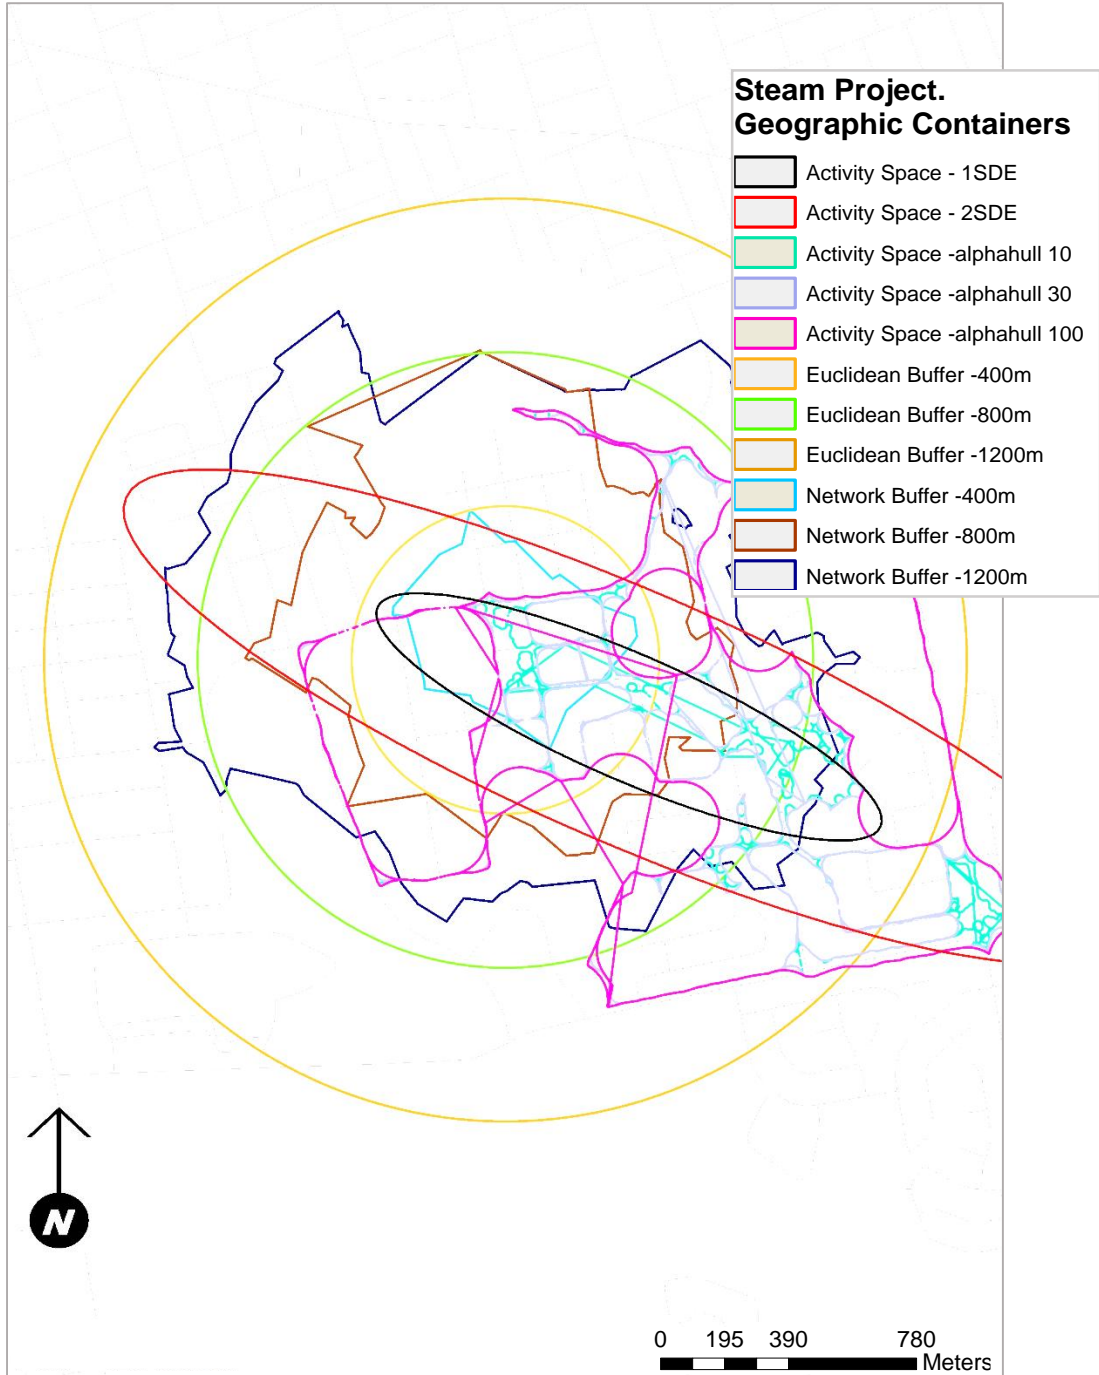 Steam Project.
Geographic Containers
Activity Space - 1SDE
Activity Space - 2SDE
Activity Space -alphahull 10
Activity Space -alphahull 30
Activity Space -alphahull 100
Euclidean Buffer -400m
Euclidean Buffer -800m
Euclidean Buffer -1200m
Network Buffer -400m
Network Buffer -800m
Network Buffer -1200m
N
0 195 390 780
Meters